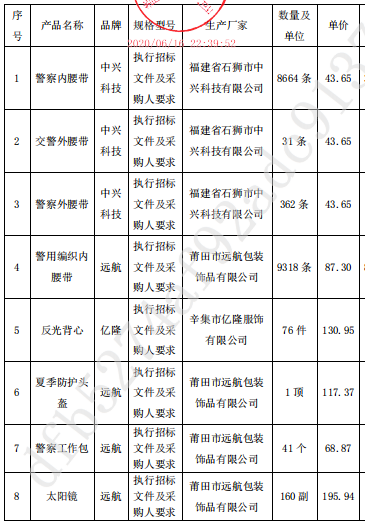 序号 产品名称 品牌 规格型号 生产厂家 数量及单位 单价
2020/06/16 22:39:52
1 警察内腰带 中兴科技 执行招标文件及采购人要求 福建省石狮市中兴科技有限公司 8664 条 43.65
2 交警外腰带 中兴科技 执行招标文件及采购人要求 福建省石狮市中兴科技有限公司 31 条 43.65
3 警察外腰带 中兴科技 执行招标文件及采购人要求 福建省石狮市中兴科技有限公司 362 条 43.65
4 警用编织内腰带 远航 执行招标文件及采购人要求 莆田市远航包装饰品有限公司 9318 条 87.30
5 反光背心 亿隆 执行招标文件及采购人要求 辛集市亿隆服饰有限公司 76 件 130.95
6 夏季防护头盔 远航 执行招标文件及采购人要求 莆田市远航包装饰品有限公司 1 顶 117.37
7 警察工作包 远航 执行招标文件及采购人要求 莆田市远航包装饰品有限公司 41 个 68.87
8 太阳镜 远航 执行招标文件及采购人要求 莆田市远航包装饰品有限公司 160 副 195.94